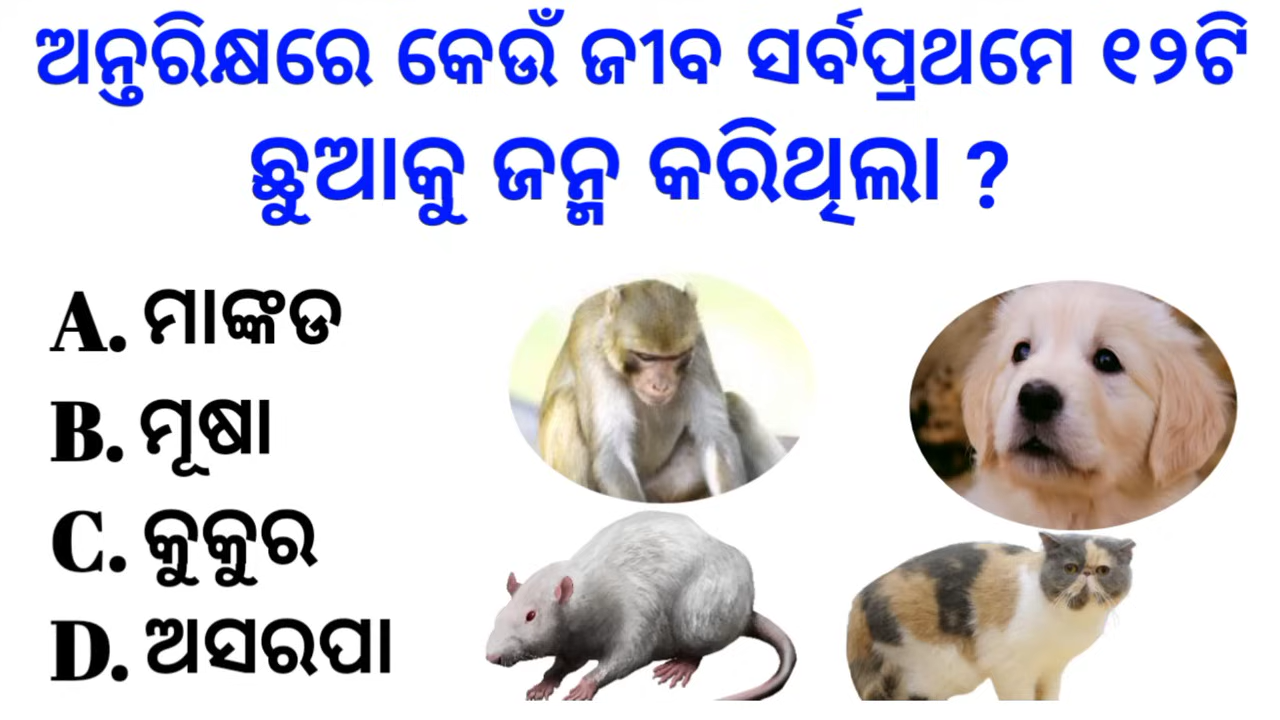 ଅନ୍ତରିକ୍ଷରେ କେଉଁ ଜୀବ ସର୍ବପ୍ରଥମେ ୧୨ଟି
ଛୁଆକୁ ଜନ୍ମ କରିଥିଲା ?
A. ମାଙ୍କଡ
B. ମୂଷା
C. କୁକୁର
D. ଅସରପା